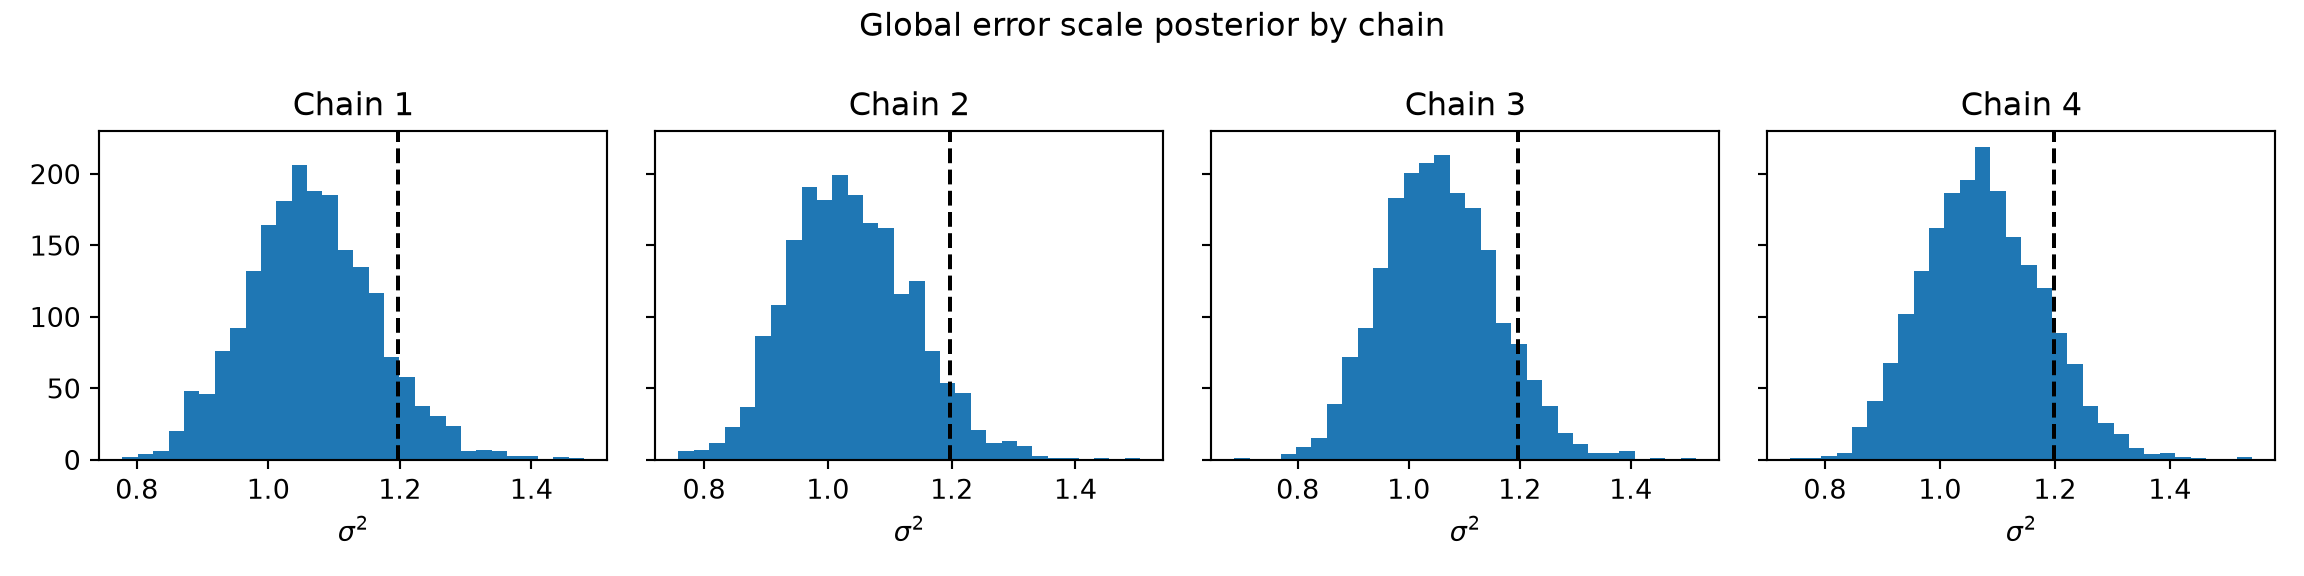 Global error scale posterior by chain
Chain 1
Chain 2
Chain 3
Chain 4
200
150
100
50
0
0.8 1.0 1.2 1.4
0.8 1.0 1.2 1.4
0.8 1.0 1.2 1.4
0.8 1.0 1.2 1.4
σ²
σ²
σ²
σ²